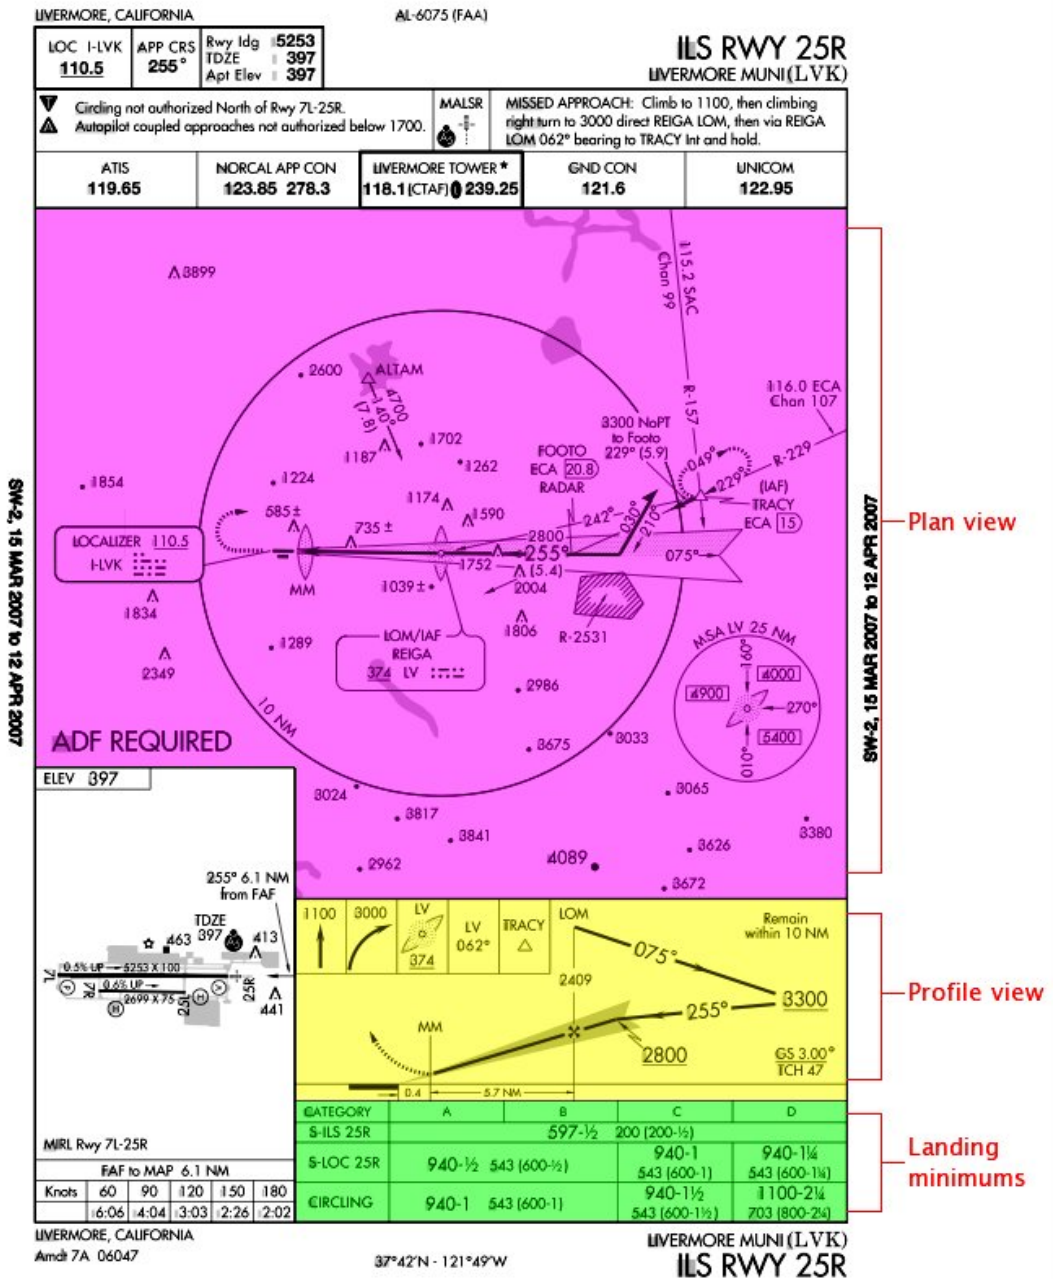 LIVERMORE, CALIFORNIA
AL-6075 (FAA)
LOC I-LVK
110.5
APP CRS
255°
Rwy ldg 5253
TDZE 397
Apt Elev 397
ILS RWY 25R
LIVERMORE MUNI (LVK)
T
A
Circling not authorized North of Rwy 7L-25R.
Autopilot coupled approaches not authorized below 1700.
MALSR
MISSED APPROACH: Climb to 1100, then climbing
right turn to 3000 direct REIGA LOM, then via REIGA
LOM 062° bearing to TRACY Int and hold.
ATIS
119.65
NORCAL APP CON
123.85 278.3
LIVERMORE TOWER *
118.1 (CTAF) 239.25
GND CON
121.6
UNICOM
122.95
3899
115.2 SAC
Chan 99
R-157
2600
ALTAM
4700
140°
(7.8)
116.0 ECA
Chan 107
R-229
3300 NoPT
to Footo
229° (5.9)
049°
229°
1702
1187
1262
FOOTO
ECA 20.8
RADAR
(IAF)
TRACY
ECA 15
1854
1224
1174
1590
585 ±
735 ±
242°
030°
210°
2800
255°
(5.4)
075°
1752
LOCALIZER 110.5
I-LVK
MM
1039 ±
2004
1834
1806
R-2531
1289
LOM/IAF
REIGA
374 LV
2349
2986
MSA LV 25 NM
160°
4000
4900
270°
5400
010°
10 NM
3675
3033
ADF REQUIRED
3024
3065
3817
3841
3380
3626
2962
4089
3672
Plan view
SW-2, 15 MAR 2007 to 12 APR 2007
SW-2, 15 MAR 2007 to 12 APR 2007
ELEV 397
255° 6.1 NM
from FAF
TDZE
397
463
413
0.5% UP 5253 X 100
7L
7R
0.6% UP
2699 X 75
25L
25R
441
MIRL Rwy 7L-25R
FAF to MAP 6.1 NM
Knots 60 90 120 150 180
6:06 4:04 3:03 2:26 2:02
1100
3000
LV
374
LV
062°
TRACY
LOM
Remain
within 10 NM
075°
2409
3300
255°
MM
2800
GS 3.00°
TCH 47
0.4
5.7 NM
Profile view
CATEGORY A B C D
S-ILS 25R 597-½ 200 (200-½)
S-LOC 25R 940-½ 543 (600-½) 940-1 543 (600-1) 940-1¼ 543 (600-1¼)
CIRCLING 940-1 543 (600-1) 940-1½ 543 (600-1½) 1100-2¼ 703 (800-2¼)
Landing
minimums
LIVERMORE, CALIFORNIA
Amdt 7A 06047
37°42'N - 121°49'W
LIVERMORE MUNI (LVK)
ILS RWY 25R